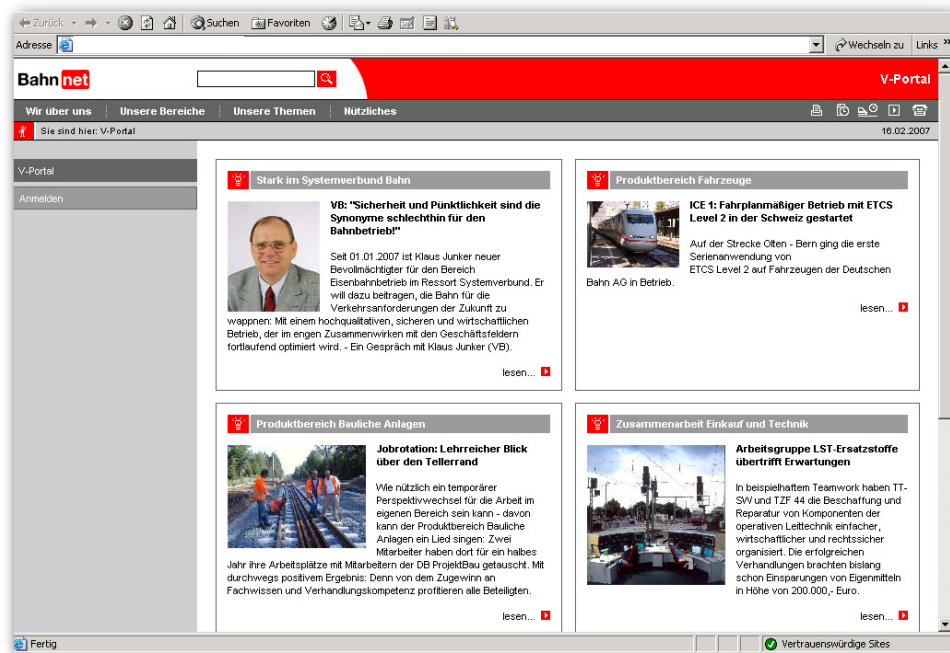 Zurück
Suchen
Favoriten
Adresse
Wechseln zu
Links
Bahn net
V-Portal
Wir über uns
Unsere Bereiche
Unsere Themen
Nützliches
Sie sind hier: V-Portal
16.02.2007
V-Portal
Anmelden
Stark im Systemverbund Bahn
VB: "Sicherheit und Pünktlichkeit sind die
Synonyme schlechthin für den
Bahnbetrieb!"
Seit 01.01.2007 ist Klaus Junker neuer
Bevollmächtigter für den Bereich
Eisenbahnbetrieb im Ressort Systemverbund. Er
will dazu beitragen, die Bahn für die
Verkehrsanforderungen der Zukunft zu
wappnen: Mit einem hochqualitativen, sicheren und wirtschaftlichen
Betrieb, der im engen Zusammenwirken mit den Geschäftsfeldern
fortlaufend optimiert wird. - Ein Gespräch mit Klaus Junker (VB).
lesen...
Produktbereich Fahrzeuge
ICE 1: Fahrplanmäßiger Betrieb mit ETCS
Level 2 in der Schweiz gestartet
Auf der Strecke Olten - Bern ging die erste
Serienanwendung von
ETCS Level 2 auf Fahrzeugen der Deutschen
Bahn AG in Betrieb.
lesen...
Produktbereich Bauliche Anlagen
Jobrotation: Lehrreicher Blick
über den Tellerrand
Wie nützlich ein temporärer
Perspektivwechsel für die Arbeit im
eigenen Bereich sein kann - davon
kann der Produktbereich Bauliche
Anlagen ein Lied singen: Zwei
Mitarbeiter haben dort für ein halbes
Jahr ihre Arbeitsplätze mit Mitarbeitern der DB ProjektBau getauscht. Mit
durchwegs positivem Ergebnis: Denn von dem Zugewinn an
Fachwissen und Verhandlungskompetenz profitieren alle Beteiligten.
lesen...
Zusammenarbeit Einkauf und Technik
Arbeitsgruppe LST-Ersatzstoffe
übertrifft Erwartungen
In beispielhaftem Teamwork haben TT-
SW und TZF 44 die Beschaffung und
Reparatur von Komponenten der
operativen Leittechnik einfacher,
wirtschaftlicher und rechtssicher
organisiert. Die erfolgreichen
Verhandlungen brachten bislang
schon Einsparungen von Eigenmitteln
in Höhe von 200.000,- Euro.
lesen...
Fertig
Vertrauenswürdige Sites